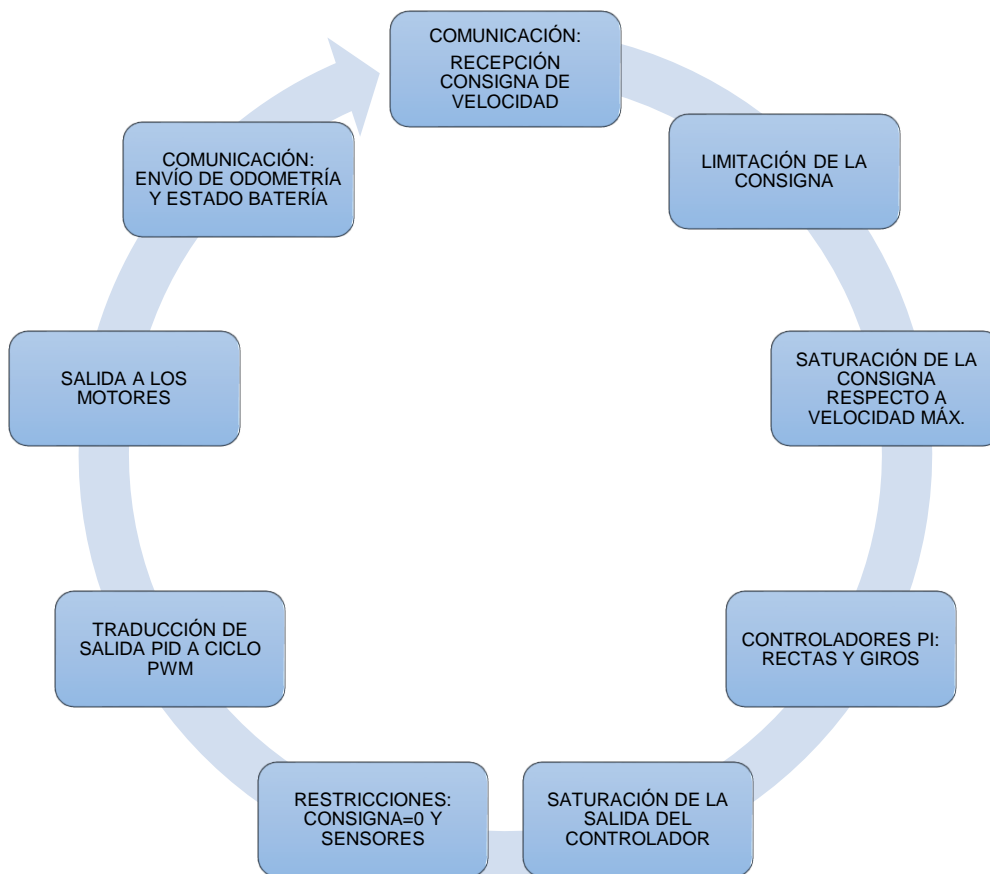 COMUNICACIÓN:
RECEPCIÓN
CONSIGNA DE
VELOCIDAD
LIMITACIÓN DE LA
CONSIGNA
SATURACIÓN DE LA
CONSIGNA
RESPECTO A
VELOCIDAD MÁX.
CONTROLADORES PI:
RECTAS Y GIROS
SATURACIÓN DE LA
SALIDA DEL
CONTROLADOR
RESTRICCIONES:
CONSIGNA=0 Y
SENSORES
TRADUCCIÓN DE
SALIDA PID A CICLO
PWM
SALIDA A LOS
MOTORES
COMUNICACIÓN:
ENVÍO DE ODOMETRÍA
Y ESTADO BATERÍA